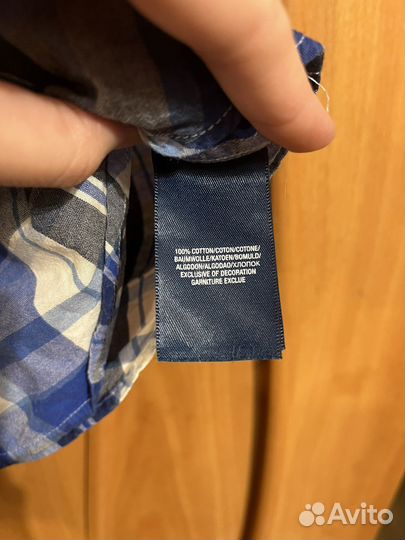 100% COTTON/COTON/COTONE/
BAUMWOLLE/KATOEN/BOMULD/
ALGODON/ALGODAO/ХЛОПОК
EXCLUSIVE OF DECORATION
GARNITURE EXCLUE
Avito